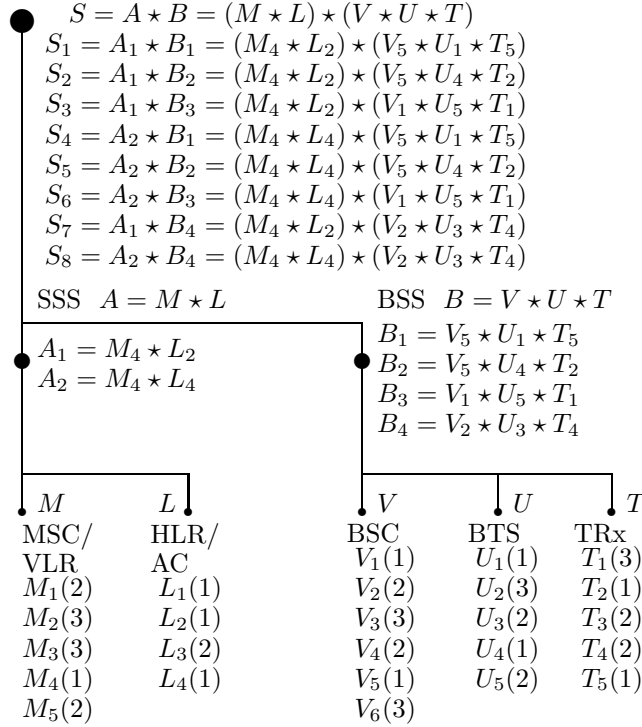 S = A ⋆ B = (M ⋆ L) ⋆ (V ⋆ U ⋆ T)
S₁ = A₁ ⋆ B₁ = (M₄ ⋆ L₂) ⋆ (V₅ ⋆ U₁ ⋆ T₅)
S₂ = A₁ ⋆ B₂ = (M₄ ⋆ L₂) ⋆ (V₅ ⋆ U₄ ⋆ T₂)
S₃ = A₁ ⋆ B₃ = (M₄ ⋆ L₂) ⋆ (V₁ ⋆ U₅ ⋆ T₁)
S₄ = A₂ ⋆ B₁ = (M₄ ⋆ L₄) ⋆ (V₅ ⋆ U₁ ⋆ T₅)
S₅ = A₂ ⋆ B₂ = (M₄ ⋆ L₄) ⋆ (V₅ ⋆ U₄ ⋆ T₂)
S₆ = A₂ ⋆ B₃ = (M₄ ⋆ L₄) ⋆ (V₁ ⋆ U₅ ⋆ T₁)
S₇ = A₁ ⋆ B₄ = (M₄ ⋆ L₂) ⋆ (V₂ ⋆ U₃ ⋆ T₄)
S₈ = A₂ ⋆ B₄ = (M₄ ⋆ L₄) ⋆ (V₂ ⋆ U₃ ⋆ T₄)
SSS A = M ⋆ L
A₁ = M₄ ⋆ L₂
A₂ = M₄ ⋆ L₄
BSS B = V ⋆ U ⋆ T
B₁ = V₅ ⋆ U₁ ⋆ T₅
B₂ = V₅ ⋆ U₄ ⋆ T₂
B₃ = V₁ ⋆ U₅ ⋆ T₁
B₄ = V₂ ⋆ U₃ ⋆ T₄
M
MSC/
VLR
M₁(2)
M₂(3)
M₃(3)
M₄(1)
M₅(2)
L
HLR/
AC
L₁(1)
L₂(1)
L₃(2)
L₄(1)
V
BSC
V₁(1)
V₂(2)
V₃(3)
V₄(2)
V₅(1)
V₆(3)
U
BTS
U₁(1)
U₂(3)
U₃(2)
U₄(1)
U₅(2)
T
TRx
T₁(3)
T₂(1)
T₃(2)
T₄(2)
T₅(1)